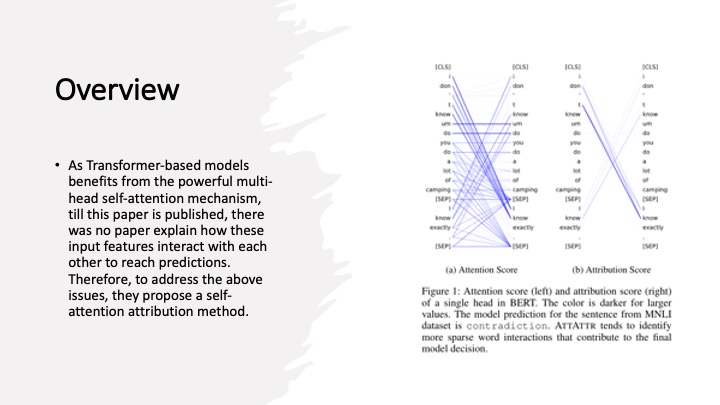 Overview
• As Transformer-based models
benefits from the powerful multi-
head self-attention mechanism,
till this paper is published, there
was no paper explain how these
input features interact with each
other to reach predictions.
Therefore, to address the above
issues, they propose a self-
attention attribution method.
[CLS] [CLS] [CLS] [CLS]
i i i i
don don don don
' ' ' '
t t t t
know know know know
um um um um
do do do do
you you you you
do do do do
a a a a
lot lot lot lot
of of of of
camping camping camping camping
[SEP] [SEP] [SEP] [SEP]
i i i i
know know know know
exactly exactly exactly exactly
. . . .
[SEP] [SEP] [SEP] [SEP]
(a) Attention Score (b) Attribution Score
Figure 1: Attention score (left) and attribution score (right)
of a single head in BERT. The color is darker for larger
values. The model prediction for the sentence from MNLI
dataset is contradiction. ATTATTR tends to identify
more sparse word interactions that contribute to the final
model decision.